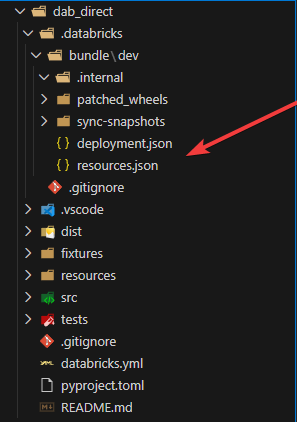 dab_direct
.databricks
bundle\dev
.internal
patched_wheels
sync-snapshots
{ } deployment.json
{ } resources.json
.gitignore
.vscode
dist
fixtures
resources
src
tests
.gitignore
databricks.yml
pyproject.toml
README.md